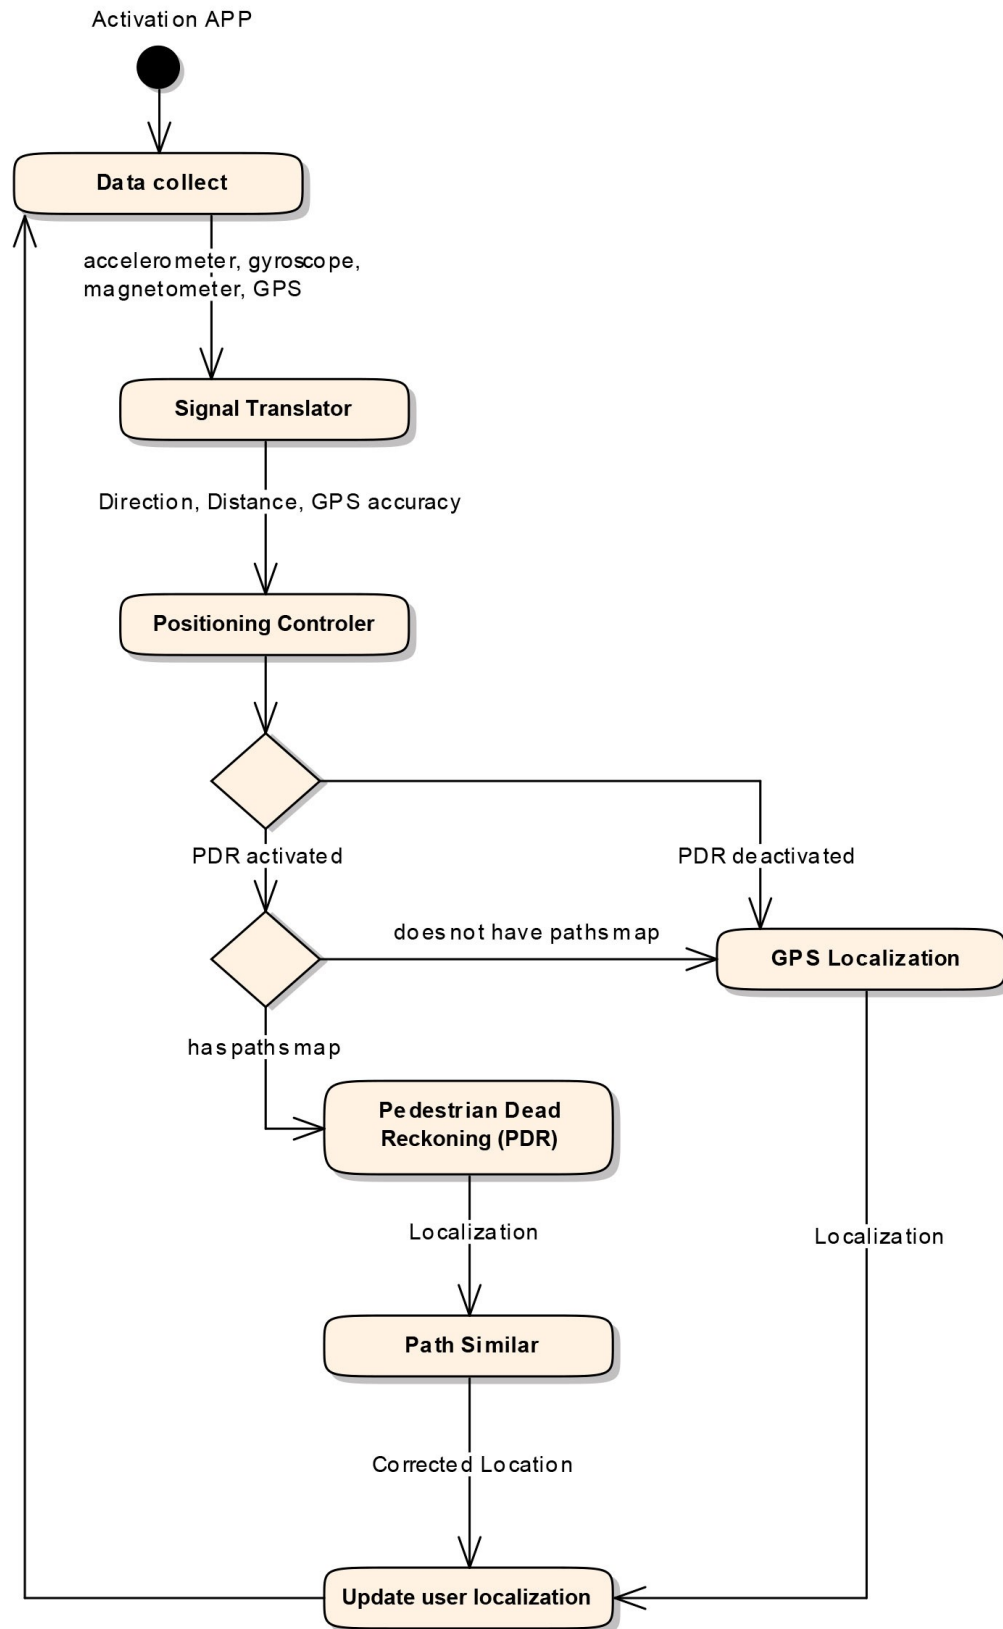 Activation APP
Data collect
accelerometer, gyroscope,
magnetometer, GPS
Signal Translator
Direction, Distance, GPS accuracy
Positioning Controler
PDR activated
PDR deactivated
does not have paths map
GPS Localization
has paths map
Pedestrian Dead
Reckoning (PDR)
Localization
Localization
Path Similar
Corrected Location
Update user localization